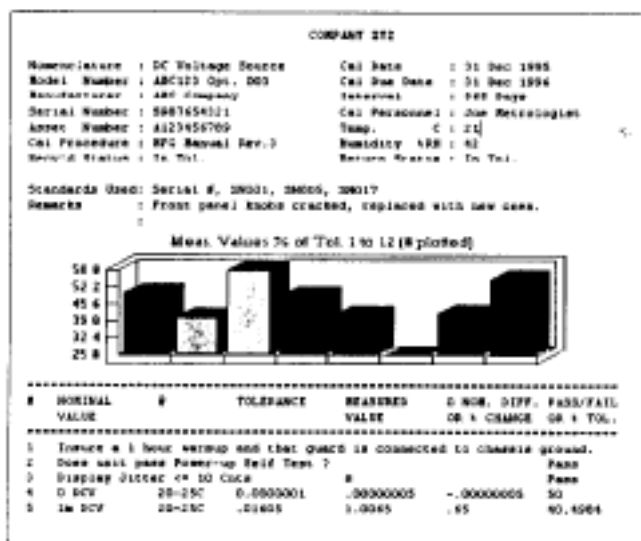 COMPANY XYZ
Nomenclature : DC Voltage Source Cal Date : 31 Dec 1995
Model Number : ABC123 Opt. 003 Cal Due Date : 31 Dec 1996
Manufacturer : ABC Company Interval : Days
Serial Number : 5987654321 Cal Personnel : Joe Metrologist
Asset Number : A123456789 Temp. C : 21
Cal Procedure : MFG Manual Rev.3 Humidity %RH : 42
Status : In Tol. Return Status : In Tol.
Standards Used: Serial #, SN001, SN005, SN017
Remarks : Front panel knobs cracked, replaced with new ones.
:
Meas. Values % of Tol. 1 to 12 (8 plotted)
58.8
52.2
45.6
39.0
32.4
25.8
# NOMINAL # TOLERANCE MEASURED DIFF. PASS/FAIL
VALUE VALUE OR % CHANGE OR % TOL.
1 Insure a 1 hour warmup and that guard is connected to chassis ground.
2 Does unit pass Power-up Self Test ? Pass
3 Display Jitter <= 10 Cnts # Pass
4 0 DCV 20-25C 0.0000001 .00000005 -.00000005 50
5 1m DCV 20-25C .01605 1.0065 .65 40.4984